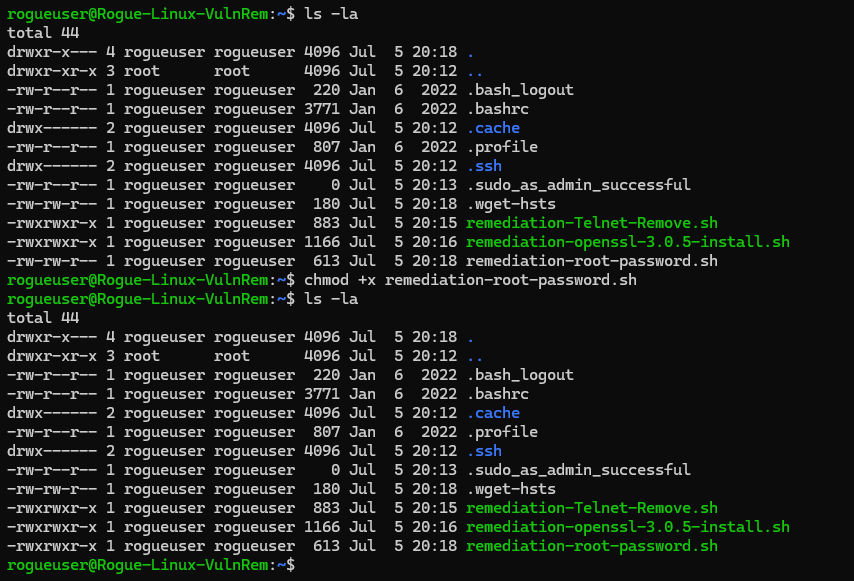 rogueuser@Rogue-Linux-VulnRem:~$ ls -la
total 44
drwxr-x--- 4 rogueuser rogueuser 4096 Jul  5 20:18 .
drwxr-xr-x 3 root      root      4096 Jul  5 20:12 ..
-rw-r--r-- 1 rogueuser rogueuser  220 Jan  6  2022 .bash_logout
-rw-r--r-- 1 rogueuser rogueuser 3771 Jan  6  2022 .bashrc
drwx------ 2 rogueuser rogueuser 4096 Jul  5 20:12 .cache
-rw-r--r-- 1 rogueuser rogueuser  807 Jan  6  2022 .profile
drwx------ 2 rogueuser rogueuser 4096 Jul  5 20:12 .ssh
-rw-r--r-- 1 rogueuser rogueuser    0 Jul  5 20:13 .sudo_as_admin_successful
-rw-rw-r-- 1 rogueuser rogueuser  180 Jul  5 20:18 .wget-hsts
-rwxrwxr-x 1 rogueuser rogueuser  883 Jul  5 20:15 remediation-Telnet-Remove.sh
-rwxrwxr-x 1 rogueuser rogueuser 1166 Jul  5 20:16 remediation-openssl-3.0.5-install.sh
-rw-rw-r-- 1 rogueuser rogueuser  613 Jul  5 20:18 remediation-root-password.sh
rogueuser@Rogue-Linux-VulnRem:~$ chmod +x remediation-root-password.sh
rogueuser@Rogue-Linux-VulnRem:~$ ls -la
total 44
drwxr-x--- 4 rogueuser rogueuser 4096 Jul  5 20:18 .
drwxr-xr-x 3 root      root      4096 Jul  5 20:12 ..
-rw-r--r-- 1 rogueuser rogueuser  220 Jan  6  2022 .bash_logout
-rw-r--r-- 1 rogueuser rogueuser 3771 Jan  6  2022 .bashrc
drwx------ 2 rogueuser rogueuser 4096 Jul  5 20:12 .cache
-rw-r--r-- 1 rogueuser rogueuser  807 Jan  6  2022 .profile
drwx------ 2 rogueuser rogueuser 4096 Jul  5 20:12 .ssh
-rw-r--r-- 1 rogueuser rogueuser    0 Jul  5 20:13 .sudo_as_admin_successful
-rw-rw-r-- 1 rogueuser rogueuser  180 Jul  5 20:18 .wget-hsts
-rwxrwxr-x 1 rogueuser rogueuser  883 Jul  5 20:15 remediation-Telnet-Remove.sh
-rwxrwxr-x 1 rogueuser rogueuser 1166 Jul  5 20:16 remediation-openssl-3.0.5-install.sh
-rwxrwxr-x 1 rogueuser rogueuser  613 Jul  5 20:18 remediation-root-password.sh
rogueuser@Rogue-Linux-VulnRem:~$